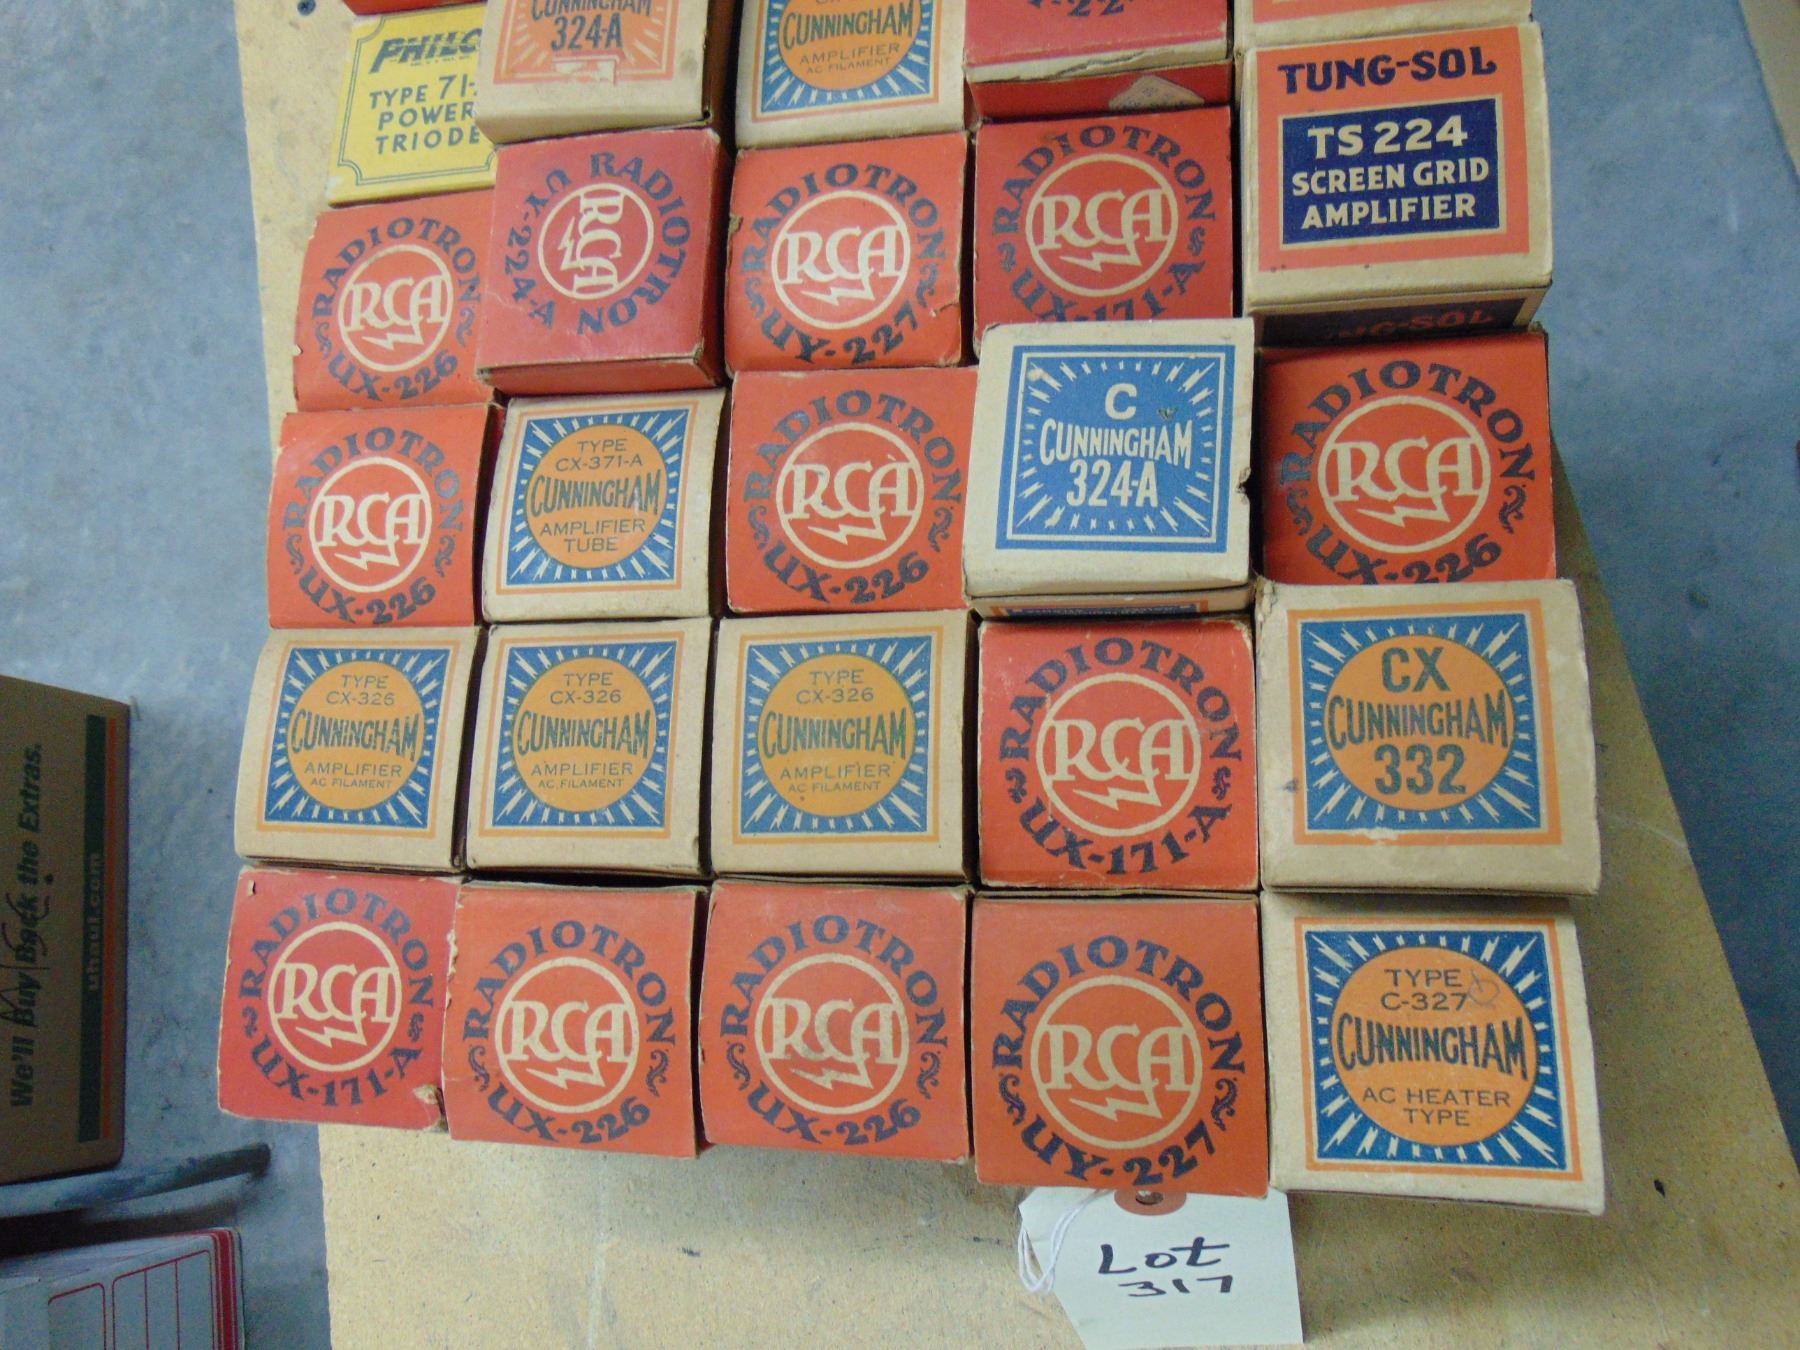 PHILCO
TYPE 71-
POWER
TRIODE
CUNNINGHAM
324-A
CUNNINGHAM
AMPLIFIER
AC FILAMENT
TUNG-SOL
TS 224
SCREEN GRID
AMPLIFIER
TUNG-SOL
RADIOTRON
RCA
UX-226
RADIOTRON
RCA
UY-224-A
RADIOTRON
RCA
UY-227
RADIOTRON
RCA
UX-171-A
RADIOTRON
RCA
UX-226
TYPE
CX-371-A
CUNNINGHAM
AMPLIFIER
TUBE
RADIOTRON
RCA
UX-226
C
CUNNINGHAM
324-A
RADIOTRON
RCA
UX-226
TYPE
CX-326
CUNNINGHAM
AMPLIFIER
AC FILAMENT
TYPE
CX-326
CUNNINGHAM
AMPLIFIER
AC FILAMENT
TYPE
CX-326
CUNNINGHAM
AMPLIFIER
AC FILAMENT
RADIOTRON
RCA
UX-171-A
CX
CUNNINGHAM
332
RADIOTRON
RCA
UX-171-A
RADIOTRON
RCA
UX-226
RADIOTRON
RCA
UX-226
RADIOTRON
RCA
UY-227
TYPE
C-327
CUNNINGHAM
AC HEATER
TYPE
We'll Buy Back the Extras.
uhaul.com
Lot
317